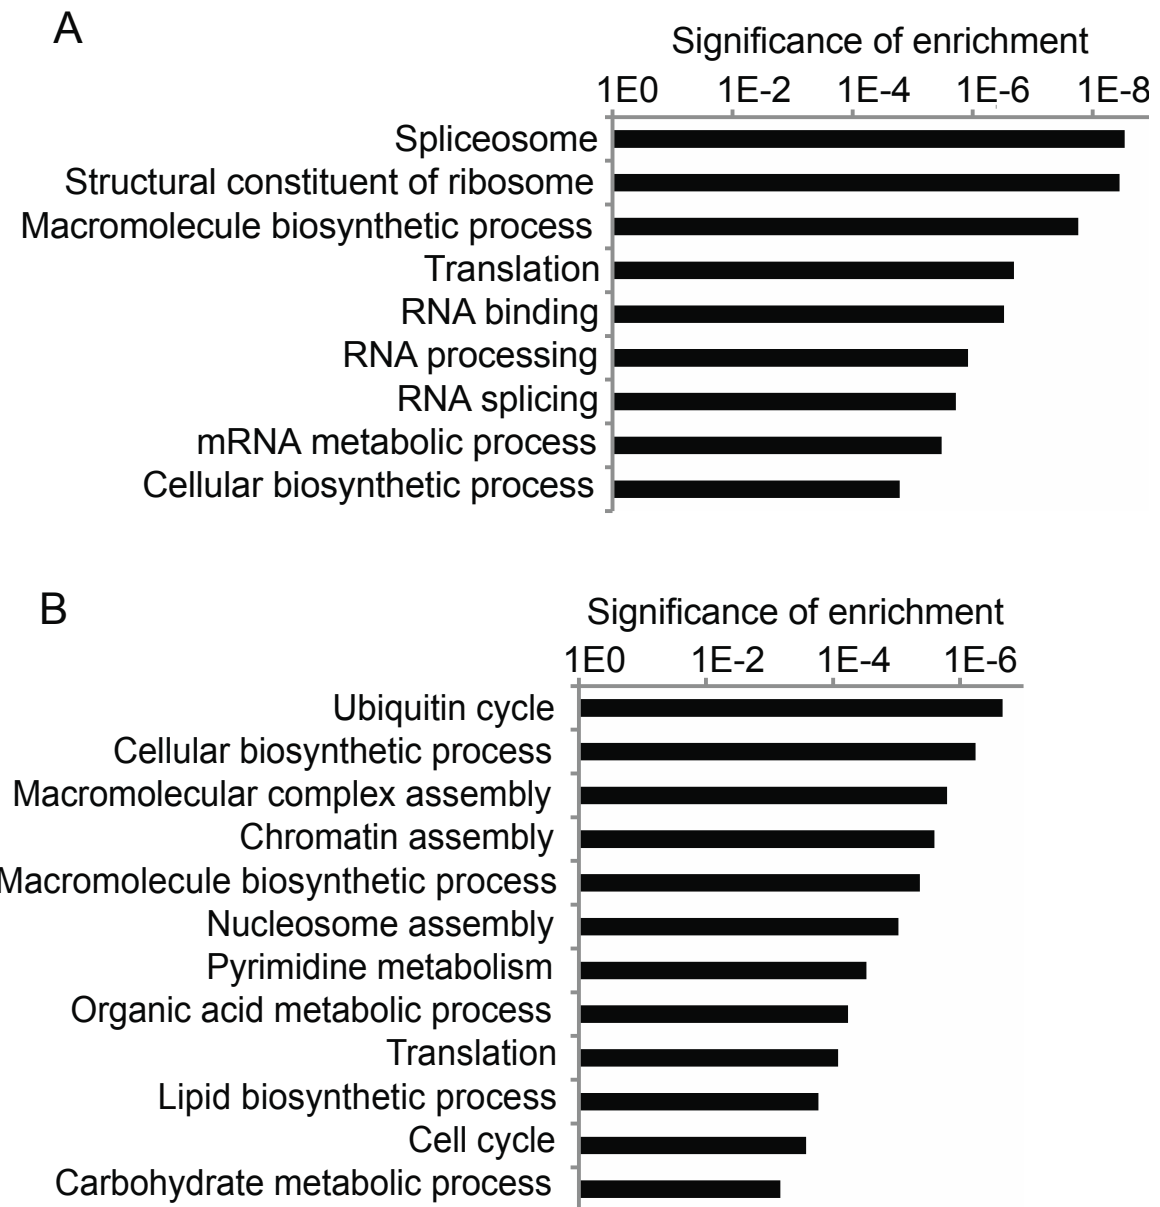 A
Significance of enrichment
1E0 1E-2 1E-4 1E-6 1E-8
Spliceosome
Structural constituent of ribosome
Macromolecule biosynthetic process
Translation
RNA binding
RNA processing
RNA splicing
mRNA metabolic process
Cellular biosynthetic process
B
Significance of enrichment
1E0 1E-2 1E-4 1E-6
Ubiquitin cycle
Cellular biosynthetic process
Macromolecular complex assembly
Chromatin assembly
Macromolecule biosynthetic process
Nucleosome assembly
Pyrimidine metabolism
Organic acid metabolic process
Translation
Lipid biosynthetic process
Cell cycle
Carbohydrate metabolic process